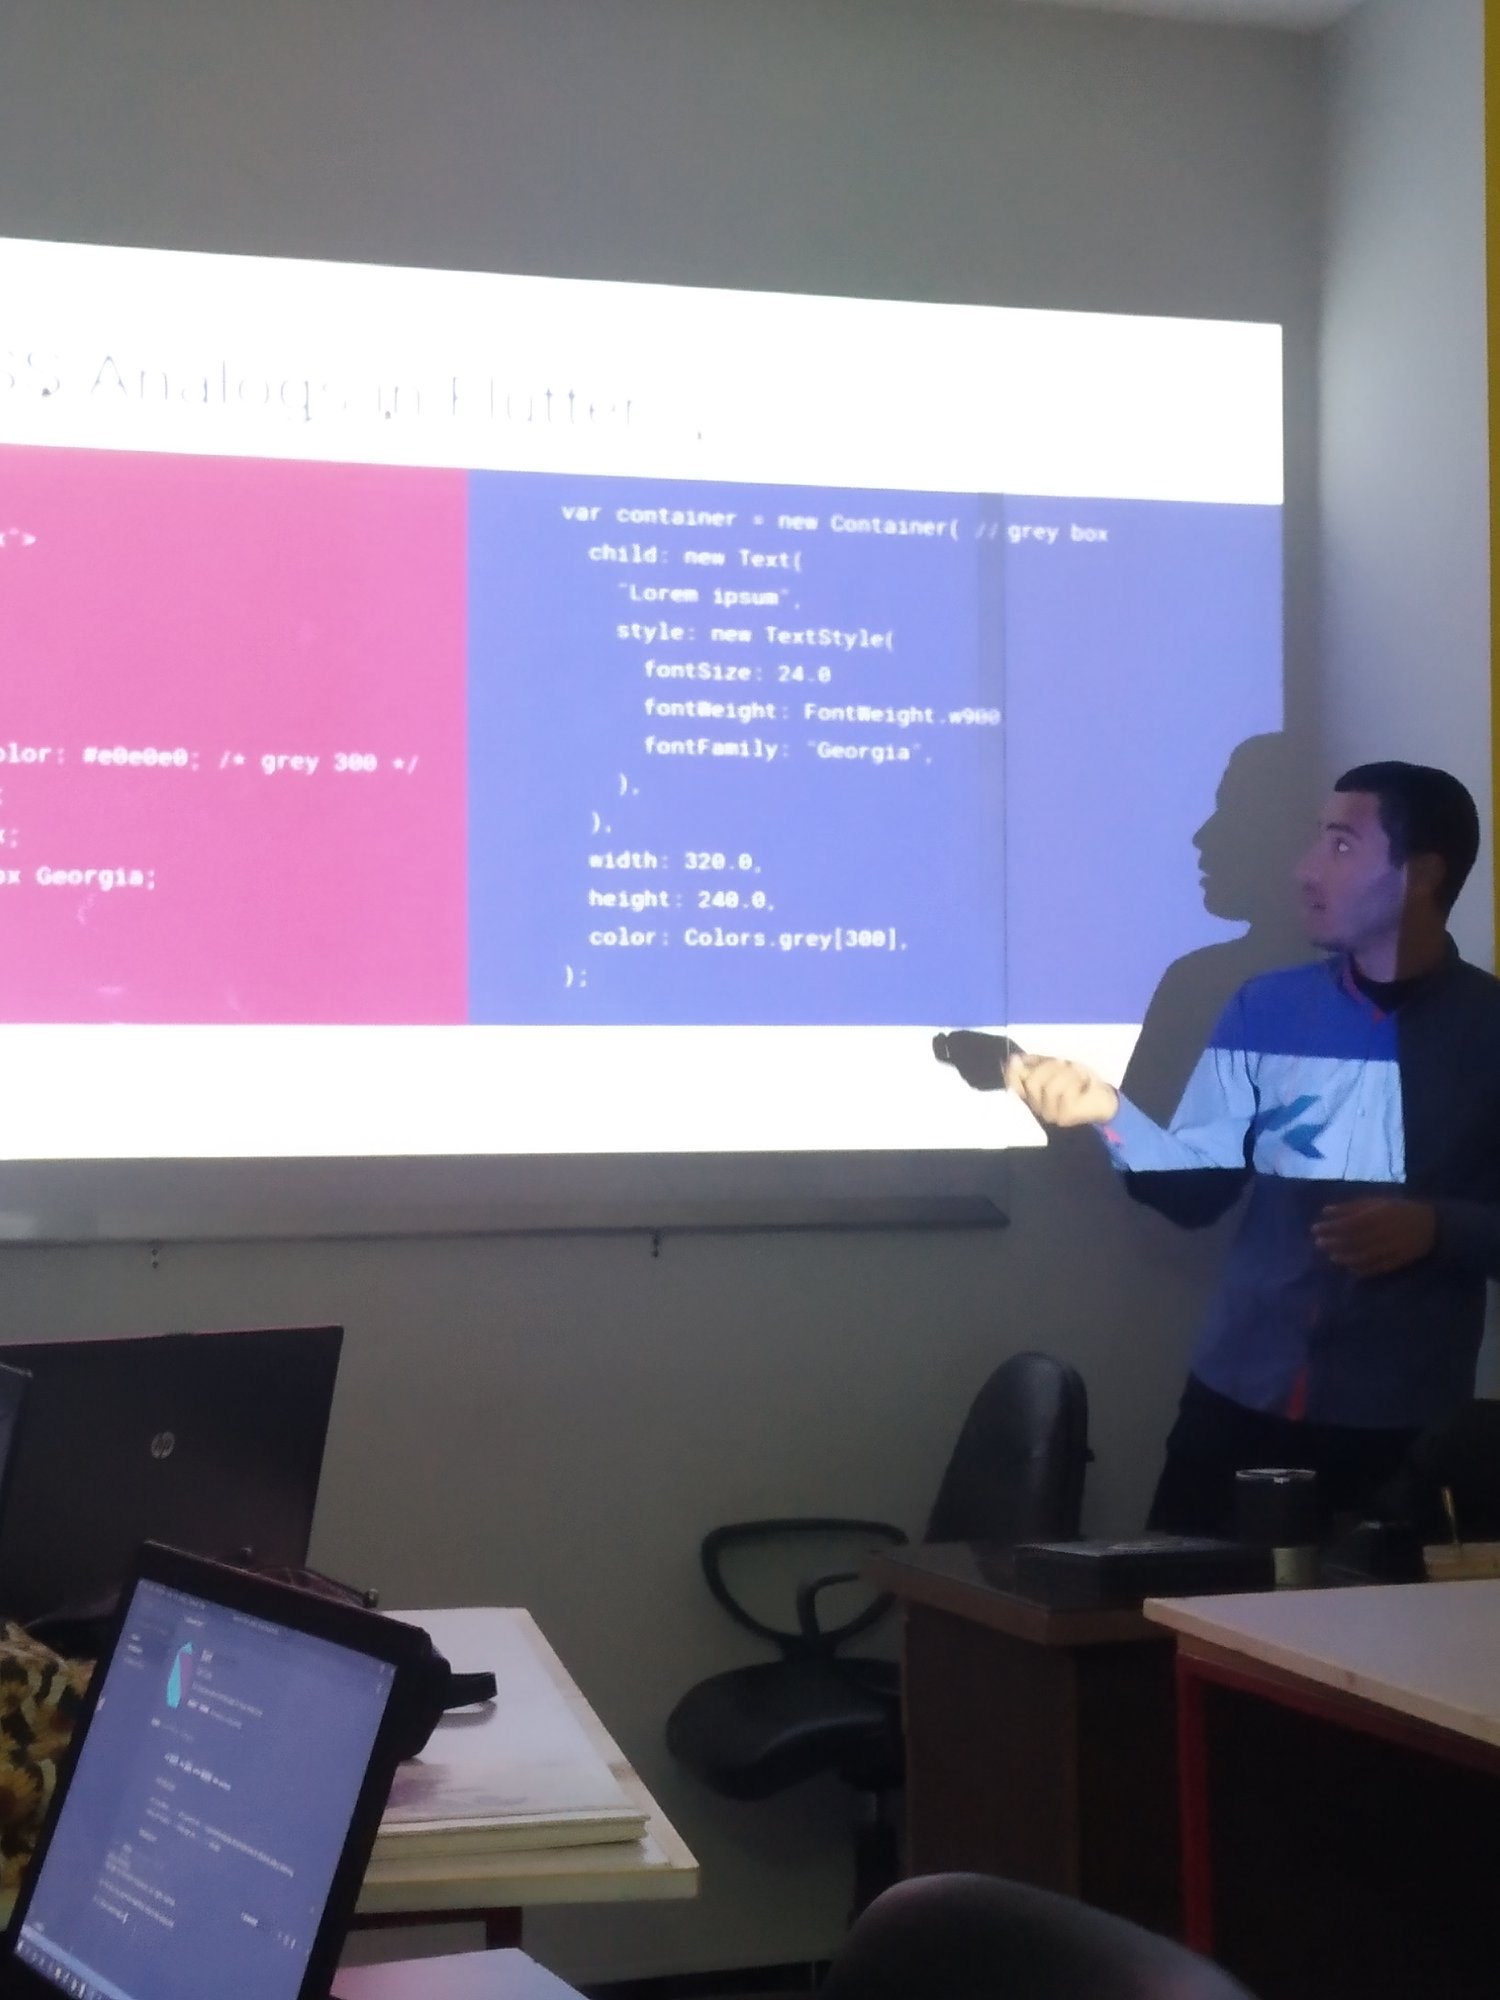 SS Analogs in Flutter
">
olor: #e0e0e0; /* grey 300 */
x;
ox Georgia;
var container = new Container( // grey box
child: new Text(
"Lorem ipsum",
style: new TextStyle(
fontSize: 24.0
fontWeight: FontWeight.w900
fontFamily: "Georgia",
),
),
width: 320.0,
height: 240.0,
color: Colors.grey[300],
);
hp